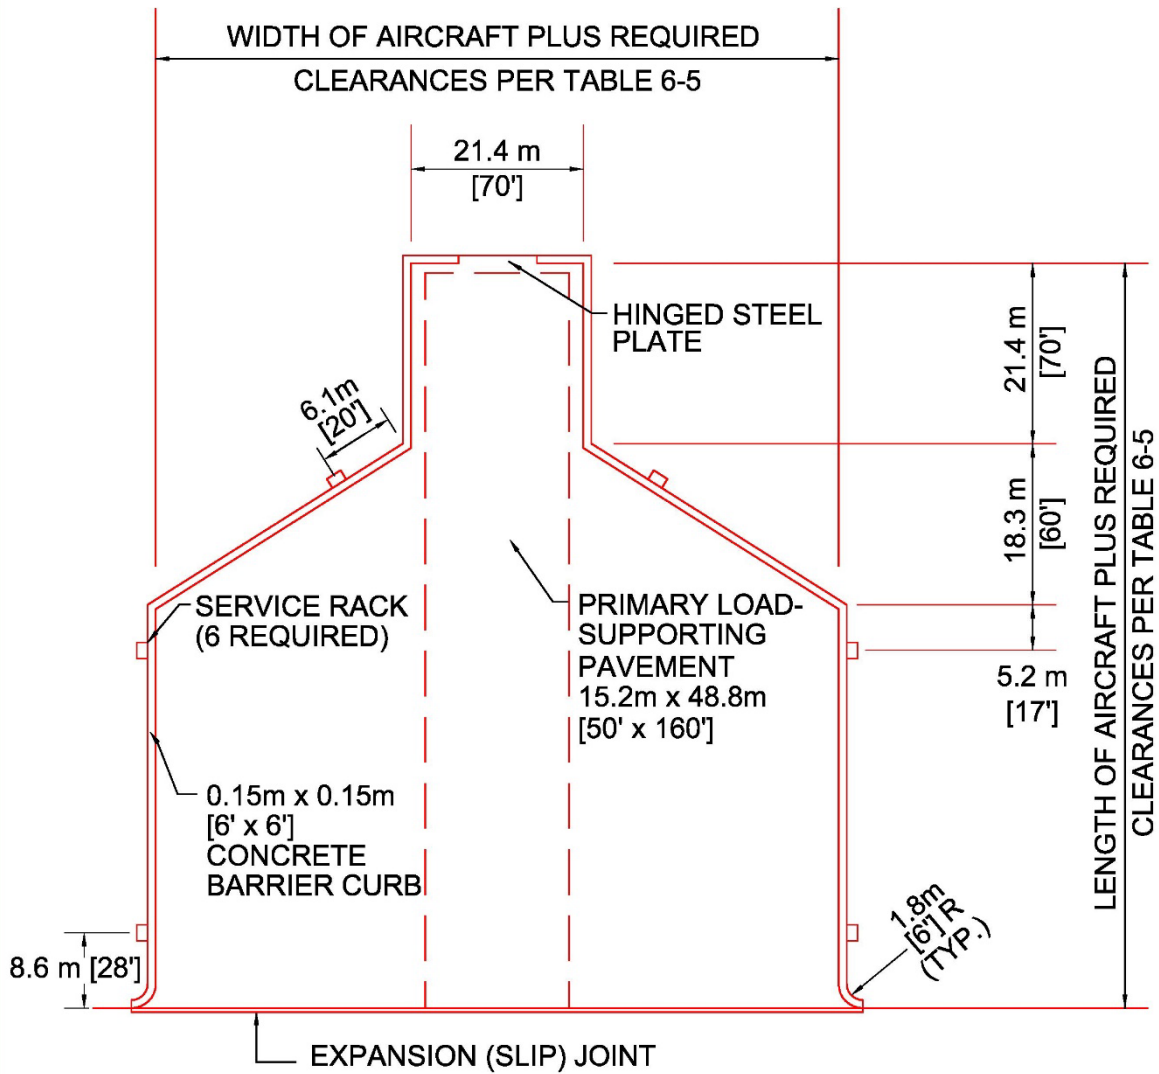 WIDTH OF AIRCRAFT PLUS REQUIRED
CLEARANCES PER TABLE 6-5
21.4 m
[70']
HINGED STEEL
PLATE
21.4 m
[70']
6.1m
[20']
18.3 m
[60']
LENGTH OF AIRCRAFT PLUS REQUIRED
CLEARANCES PER TABLE 6-5
SERVICE RACK
(6 REQUIRED)
PRIMARY LOAD-
SUPPORTING
PAVEMENT
15.2m x 48.8m
[50' x 160']
5.2 m
[17']
0.15m x 0.15m
[6' x 6']
CONCRETE
BARRIER CURB
1.8m
[6'] R
(TYP.)
8.6 m [28']
EXPANSION (SLIP) JOINT